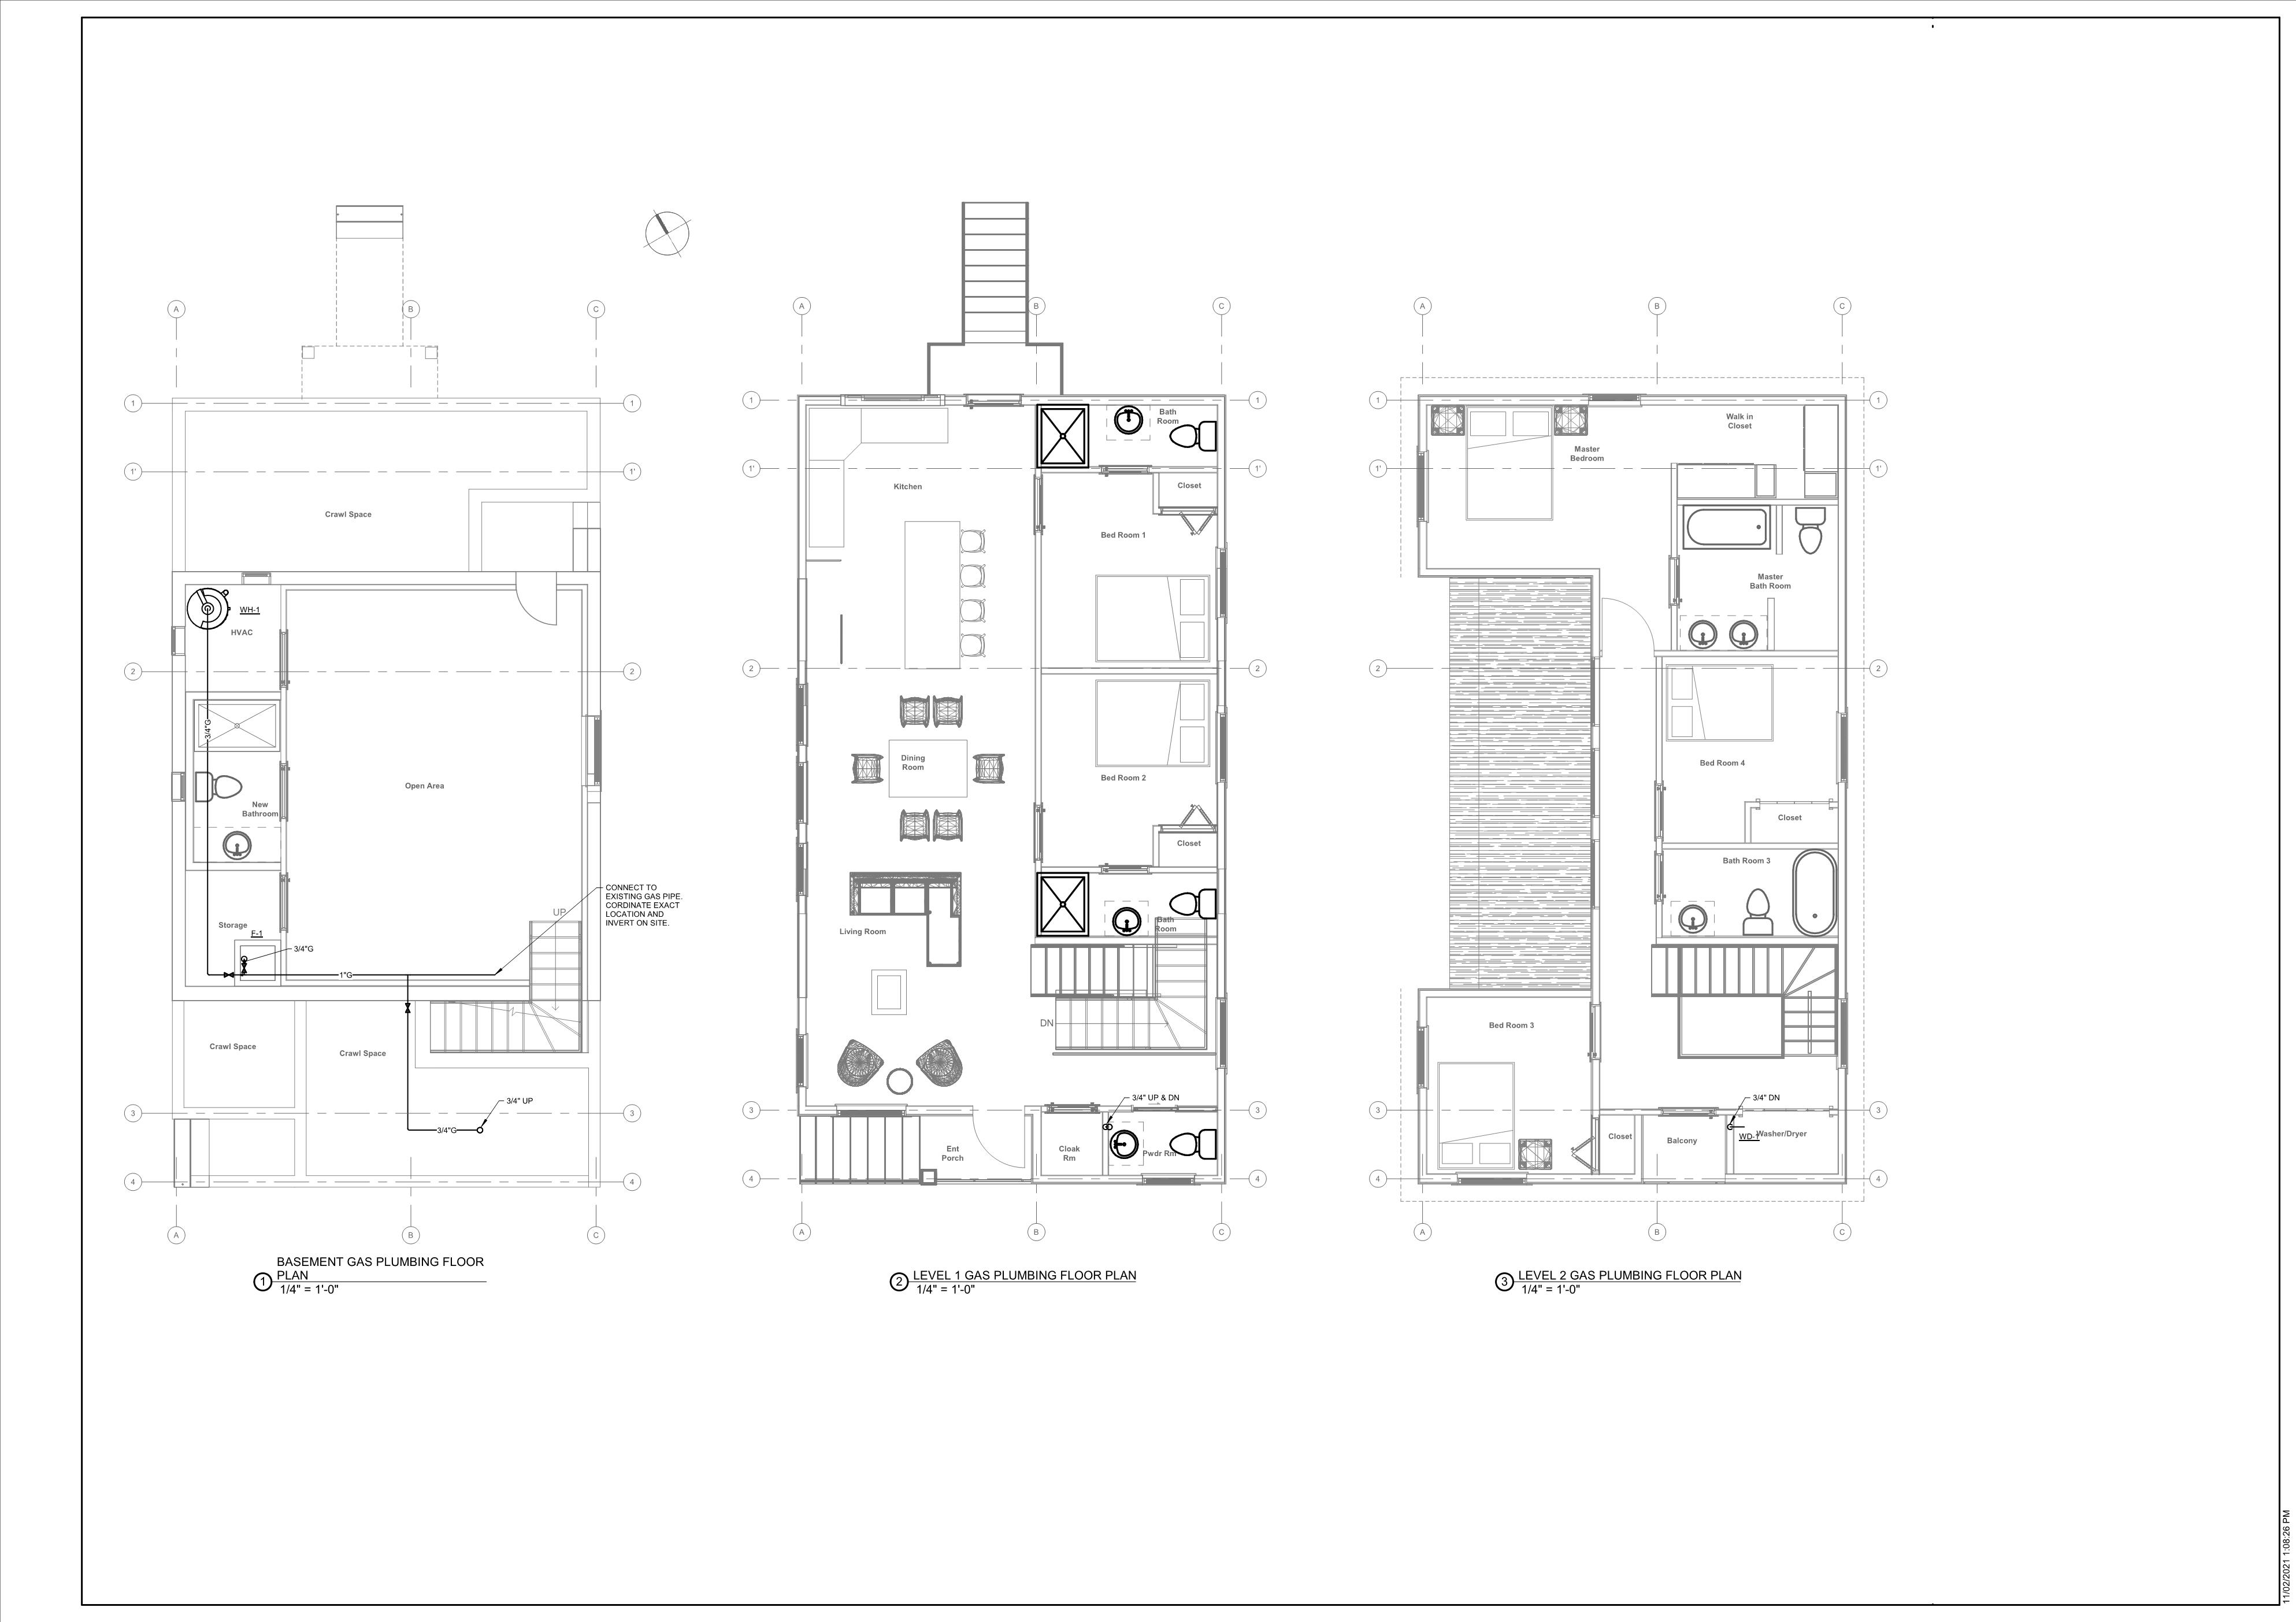 A
B
C
1
1
1'
1'
Crawl Space
WH-1
HVAC
2
2
3/4"G
Open Area
New
Bathroom
CONNECT TO
EXISTING GAS PIPE.
CORDINATE EXACT
LOCATION AND
INVERT ON SITE.
UP
Storage
F-1
3/4"G
1"G
Crawl Space
Crawl Space
3/4" UP
3
3
3/4"G
4
4
A
B
C
1
BASEMENT GAS PLUMBING FLOOR
PLAN
1/4" = 1'-0"
A
B
C
1
1
Bath
Room
1'
1'
Kitchen
Closet
Bed Room 1
2
2
Dining
Room
Bed Room 2
Closet
Living Room
Bath
Room
DN
3/4" UP & DN
3
3
Ent
Porch
Cloak
Rm
Pwdr Rm
4
4
A
B
C
2
LEVEL 1 GAS PLUMBING FLOOR PLAN
1/4" = 1'-0"
A
B
C
1
1
Walk in
Closet
Master
Bedroom
1'
1'
Master
Bath Room
2
2
Bed Room 4
Closet
Bath Room 3
Bed Room 3
3/4" DN
3
3
Closet
Balcony
WD-1
Washer/Dryer
4
4
A
B
C
3
LEVEL 2 GAS PLUMBING FLOOR PLAN
1/4" = 1'-0"
11/02/2021 1:08:26 PM